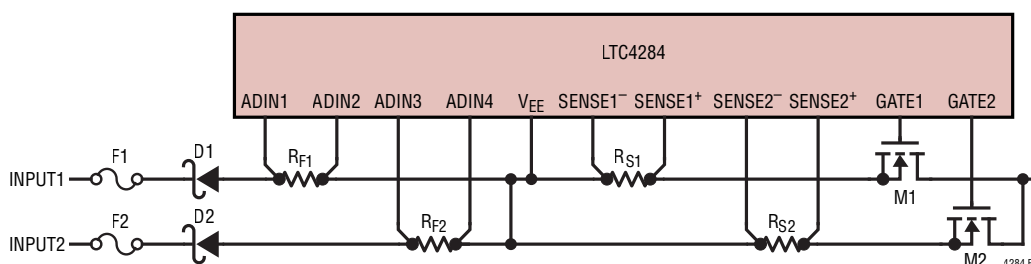 LTC4284
ADIN1 ADIN2 ADIN3 ADIN4 VEE SENSE1– SENSE1+ SENSE2– SENSE2+ GATE1 GATE2
F1 D1 RF1 RS1
INPUT1
M1
F2 D2 RF2 RS2
INPUT2
M2